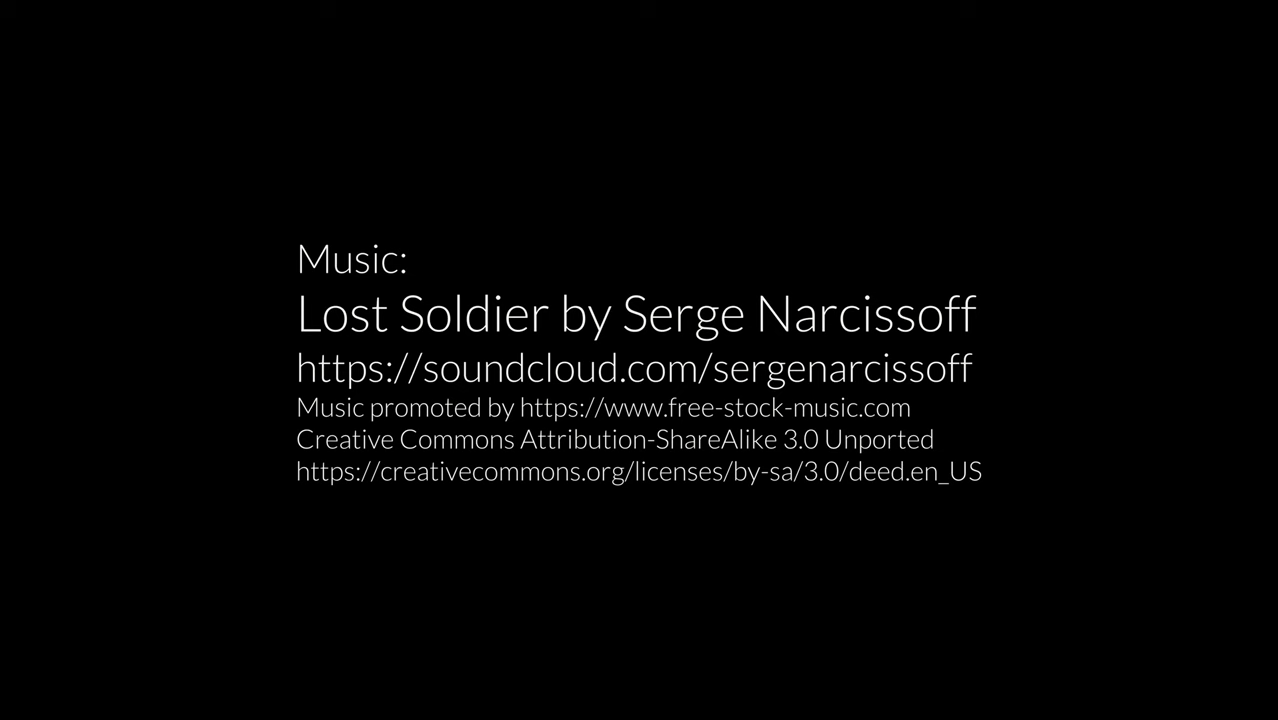 Music:
Lost Soldier by Serge Narcissoff
https://soundcloud.com/sergenarcissoff
Music promoted by https://www.free-stock-music.com
Creative Commons Attribution-ShareAlike 3.0 Unported
https://creativecommons.org/licenses/by-sa/3.0/deed.en_US